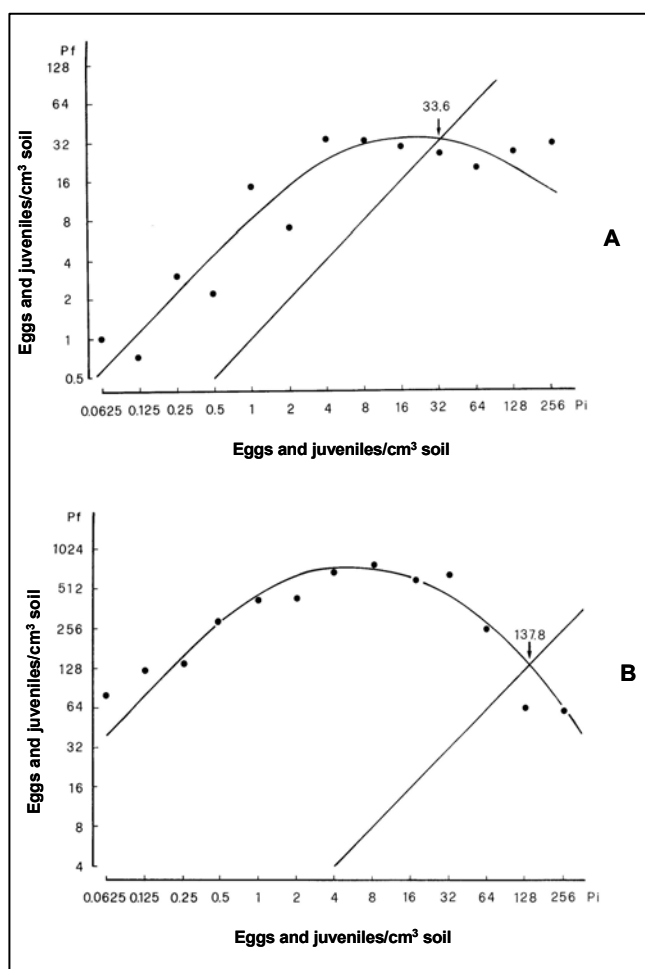 Pf
128
64
32
16
8
4
2
1
0.5
Eggs and juveniles/cm³ soil
33,6
A
0.0625 0.125 0.25 0.5 1 2 4 8 16 32 64 128 256 Pi
Eggs and juveniles/cm³ soil
Pf
1024
512
256
128
64
32
16
8
4
Eggs and juveniles/cm³ soil
137.8
B
0.0625 0.125 0.25 0.5 1 2 4 8 16 32 64 128 256 Pi
Eggs and juveniles/cm³ soil